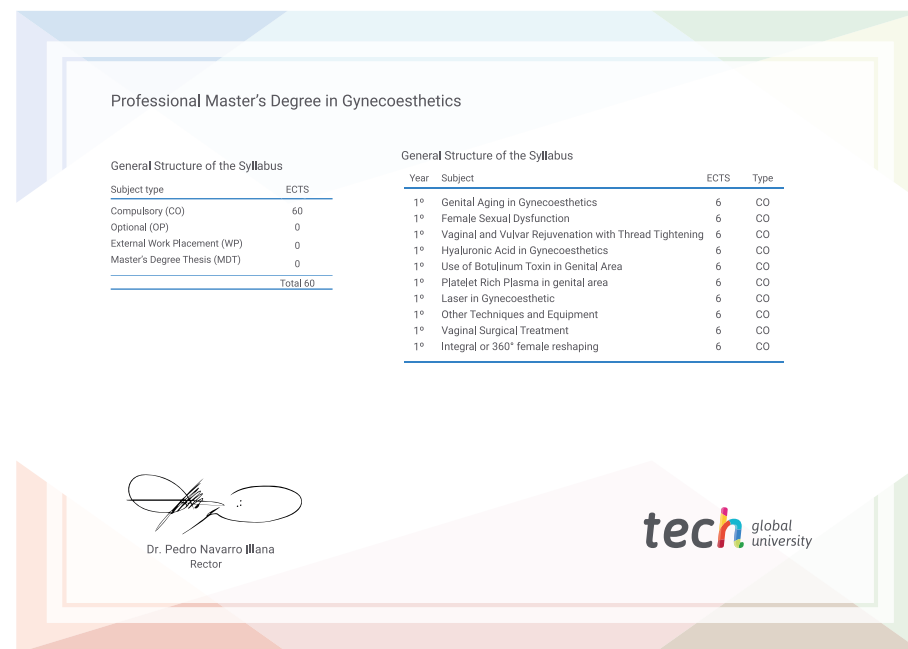 Professional Master's Degree in Gynecoesthetics
General Structure of the Syllabus
Subject type ECTS
Compulsory (CO) 60
Optional (OP) 0
External Work Placement (WP) 0
Master's Degree Thesis (MDT) 0
Total 60
General Structure of the Syllabus
Year Subject ECTS Type
1º Genital Aging in Gynecoesthetics 6 CO
1º Female Sexual Dysfunction 6 CO
1º Vaginal and Vulvar Rejuvenation with Thread Tightening 6 CO
1º Hyaluronic Acid in Gynecoesthetics 6 CO
1º Use of Botulinum Toxin in Genital Area 6 CO
1º Platelet Rich Plasma in genital area 6 CO
1º Laser in Gynecoesthetic 6 CO
1º Other Techniques and Equipment 6 CO
1º Vaginal Surgical Treatment 6 CO
1º Integral or 360° female reshaping 6 CO
Dr. Pedro Navarro Illana
Rector
tech global
university